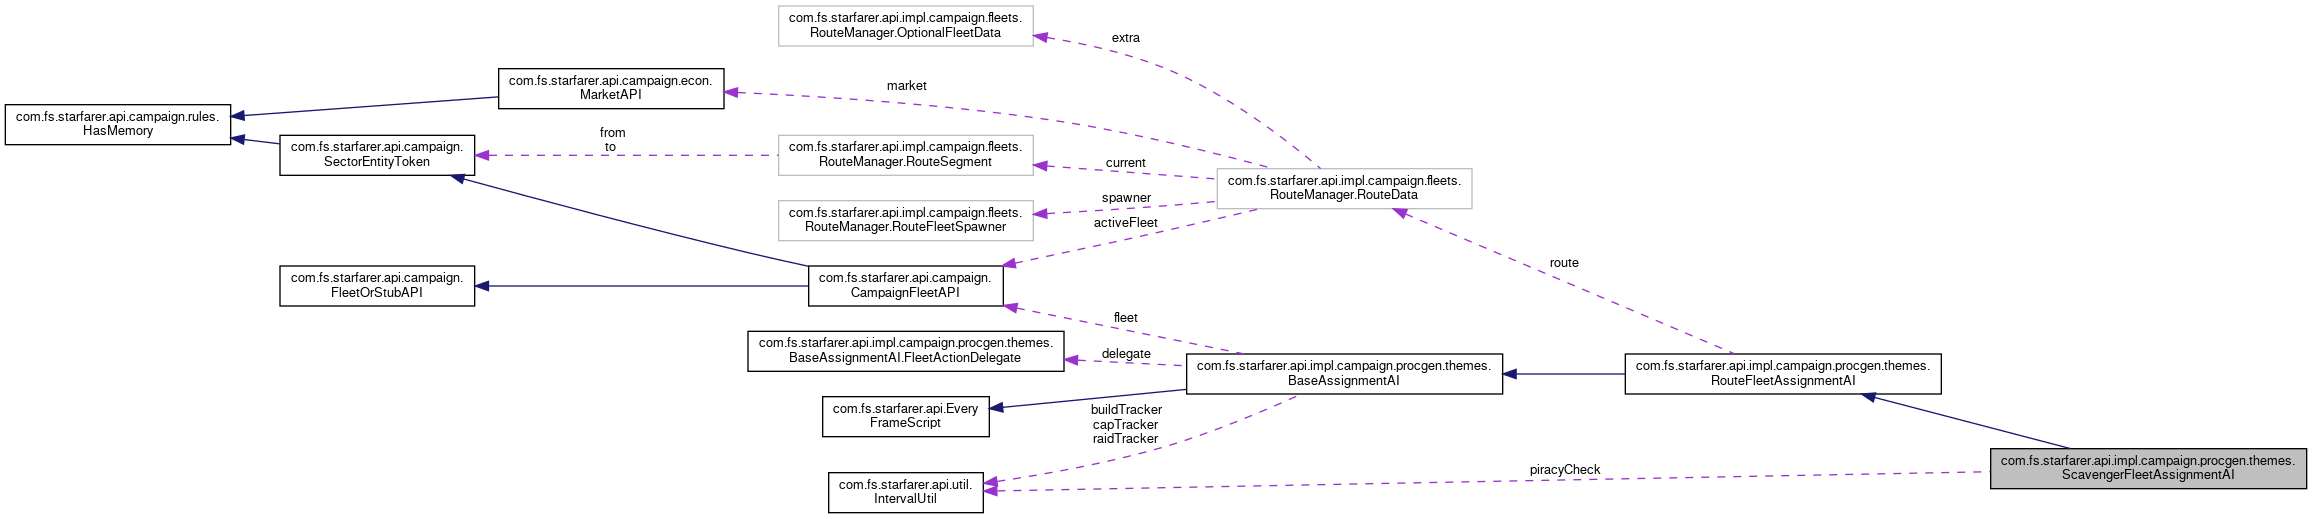 com.fs.starfarer.api.impl.campaign.fleets.
RouteManager.OptionalFleetData
extra
com.fs.starfarer.api.campaign.econ.
MarketAPI
market
com.fs.starfarer.api.campaign.rules.
HasMemory
com.fs.starfarer.api.campaign.
SectorEntityToken
from
to
com.fs.starfarer.api.impl.campaign.fleets.
RouteManager.RouteSegment
current
com.fs.starfarer.api.impl.campaign.fleets.
RouteManager.RouteData
com.fs.starfarer.api.impl.campaign.fleets.
RouteManager.RouteFleetSpawner
spawner
activeFleet
com.fs.starfarer.api.campaign.
FleetOrStubAPI
com.fs.starfarer.api.campaign.
CampaignFleetAPI
route
fleet
com.fs.starfarer.api.impl.campaign.procgen.themes.
BaseAssignmentAI.FleetActionDelegate
delegate
com.fs.starfarer.api.impl.campaign.procgen.themes.
BaseAssignmentAI
com.fs.starfarer.api.impl.campaign.procgen.themes.
RouteFleetAssignmentAI
com.fs.starfarer.api.Every
FrameScript
buildTracker
capTracker
raidTracker
com.fs.starfarer.api.util.
IntervalUtil
piracyCheck
com.fs.starfarer.api.impl.campaign.procgen.themes.
ScavengerFleetAssignmentAI